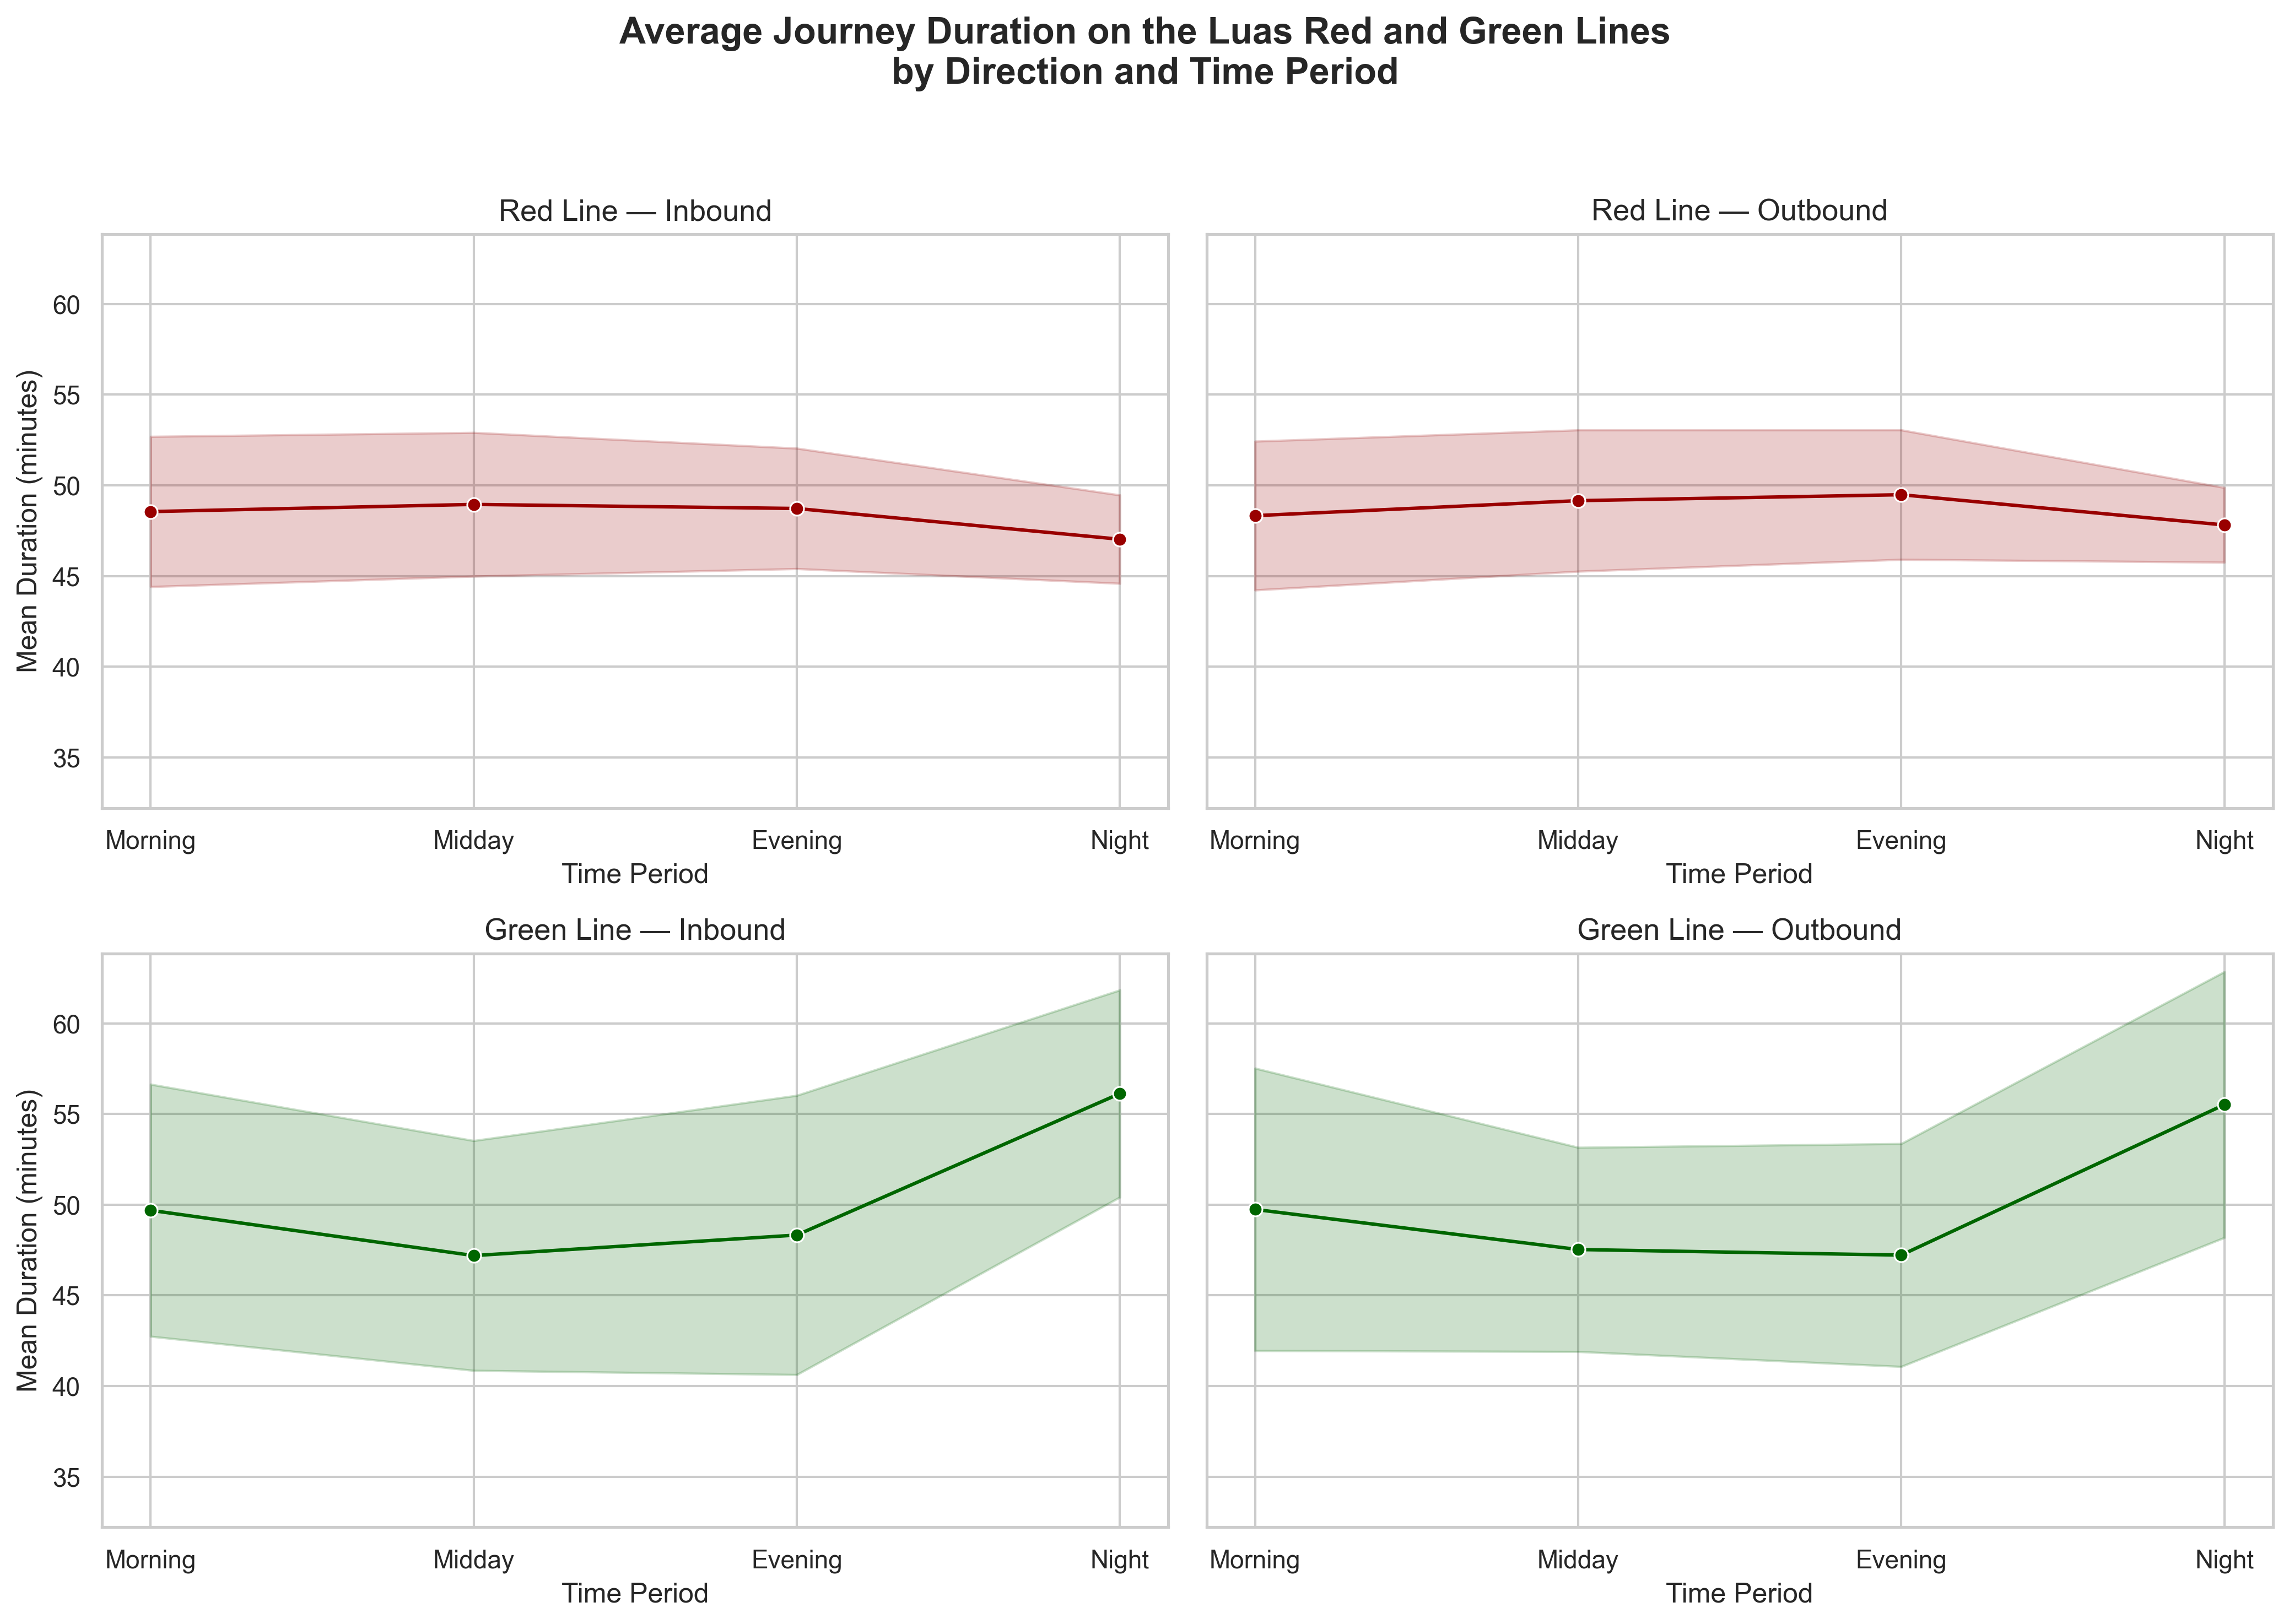 Average Journey Duration on the Luas Red and Green Lines
by Direction and Time Period
Red Line — Inbound
Mean Duration (minutes)
60
55
50
45
40
35
Morning Midday Evening Night
Time Period
Red Line — Outbound
Morning Midday Evening Night
Time Period
Green Line — Inbound
Mean Duration (minutes)
60
55
50
45
40
35
Morning Midday Evening Night
Time Period
Green Line — Outbound
Morning Midday Evening Night
Time Period